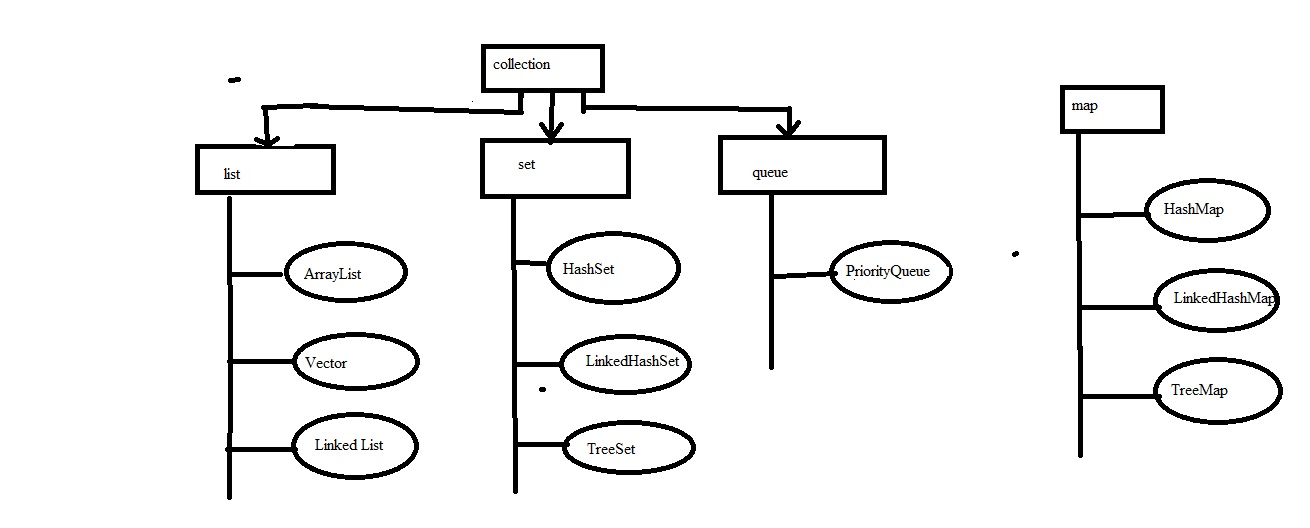 collection
map
list
set
queue
ArrayList
Vector
Linked List
HashSet
LinkedHashSet
TreeSet
PriorityQueue
HashMap
LinkedHashMap
TreeMap